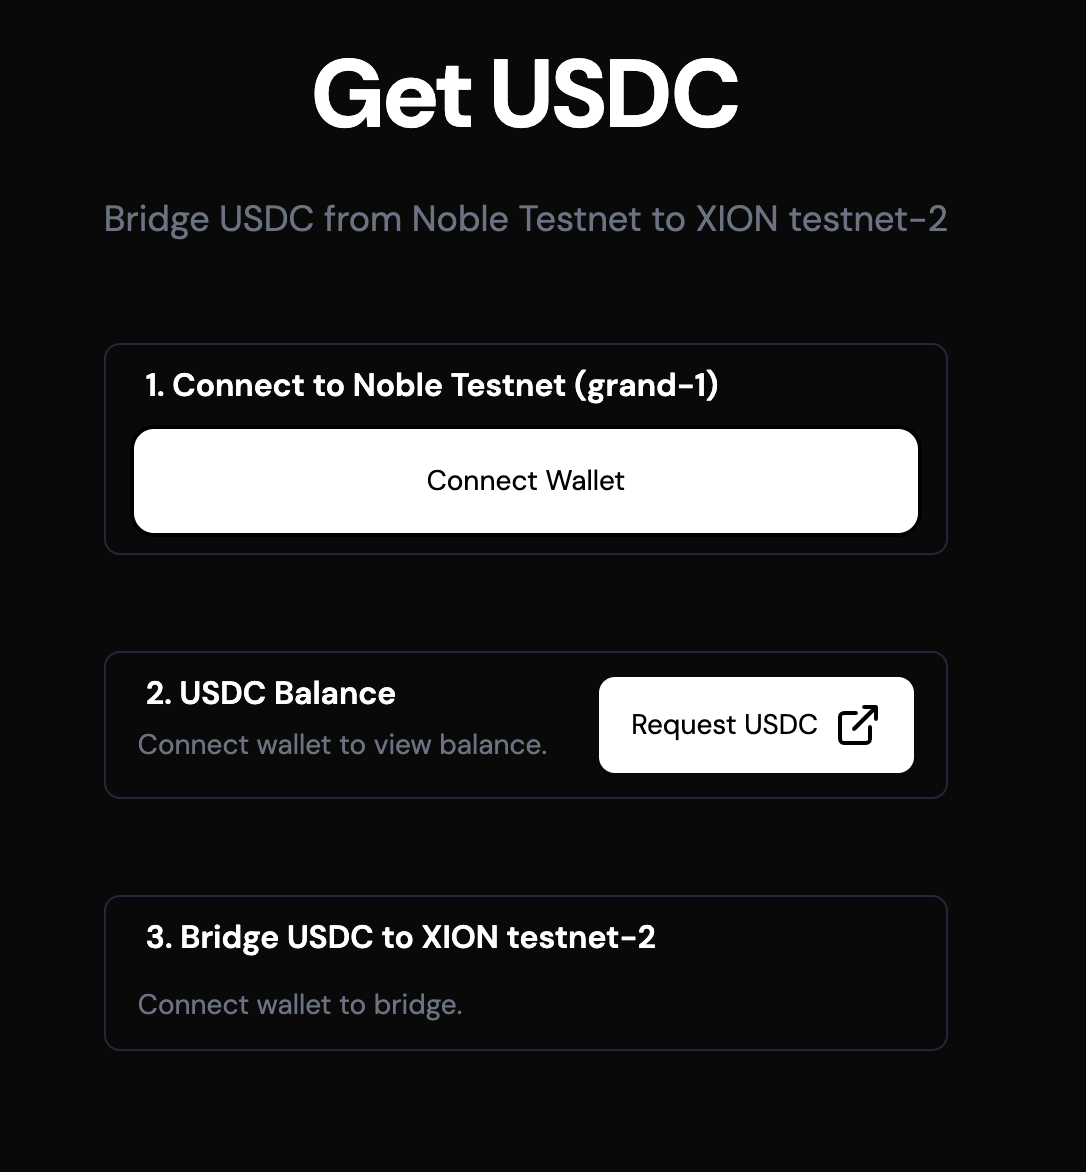 Get USDC
Bridge USDC from Noble Testnet to XION testnet-2
1. Connect to Noble Testnet (grand-1)
Connect Wallet
2. USDC Balance
Connect wallet to view balance.
Request USDC
3. Bridge USDC to XION testnet-2
Connect wallet to bridge.